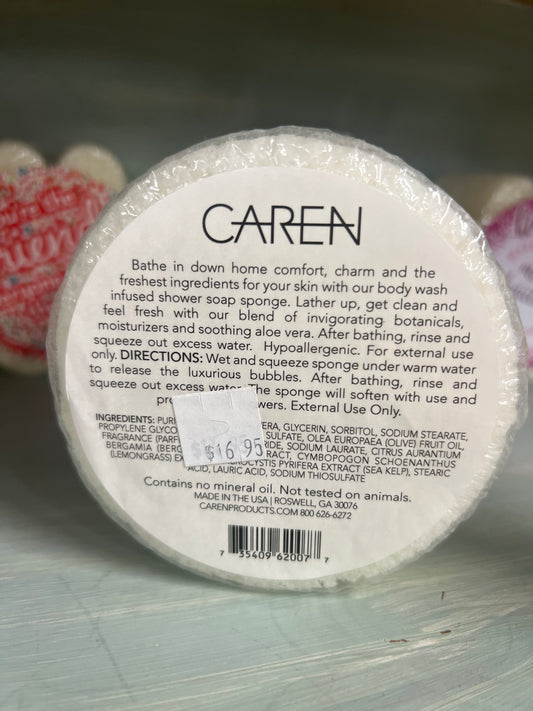 CAREN
Bathe in down home comfort, charm and the
freshest ingredients for your skin with our body wash
infused shower soap sponge. Lather up, get clean and
feel fresh with our blend of invigorating botanicals,
moisturizers and soothing aloe vera. After bathing, rinse and
squeeze out excess water. Hypoallergenic. For external use
only. DIRECTIONS: Wet and squeeze sponge under warm water
to release the luxurious bubbles. After bathing, rinse and
squeeze out excess water. The sponge will soften with use and
External Use Only.
INGREDIENTS: GLYCERIN, SORBITOL, SODIUM STEARATE,
PROPYLENE SULFATE, OLEA EUROPAEA (OLIVE) FRUIT OIL,
FRAGRANCE SODIUM LAURATE, CITRUS AURANTIUM
BERGAMIA CYMBOPOGON SCHOENANTHUS
(LEMONGRASS) PYRIFERA EXTRACT (SEA KELP), STEARIC
ACID, LAURIC ACID, SODIUM THIOSULFATE
$16.95
Contains no mineral oil. Not tested on animals.
MADE IN THE USA | ROSWELL, GA 30076
CARENPRODUCTS.COM 800 626-6272
7 35409 62007 7